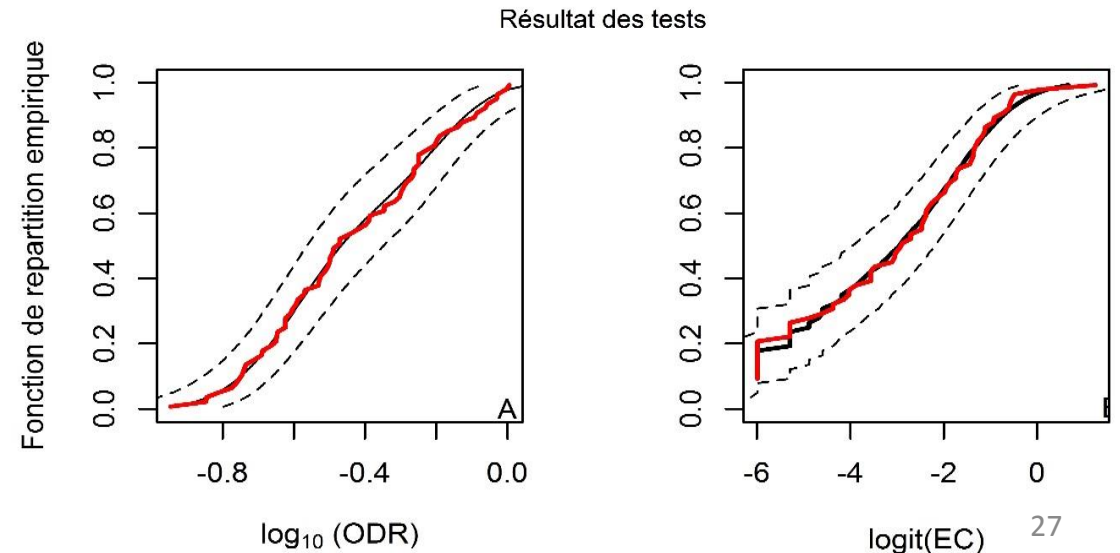 Résultat des tests
Fonction de repartition empirique
1.0
0.8
0.6
0.4
0.2
0.0
A
-0.8 -0.4 0.0
log₁₀ (ODR)
1.0
0.8
0.6
0.4
0.2
0.0
-6 -4 -2 0
logit(EC)
27